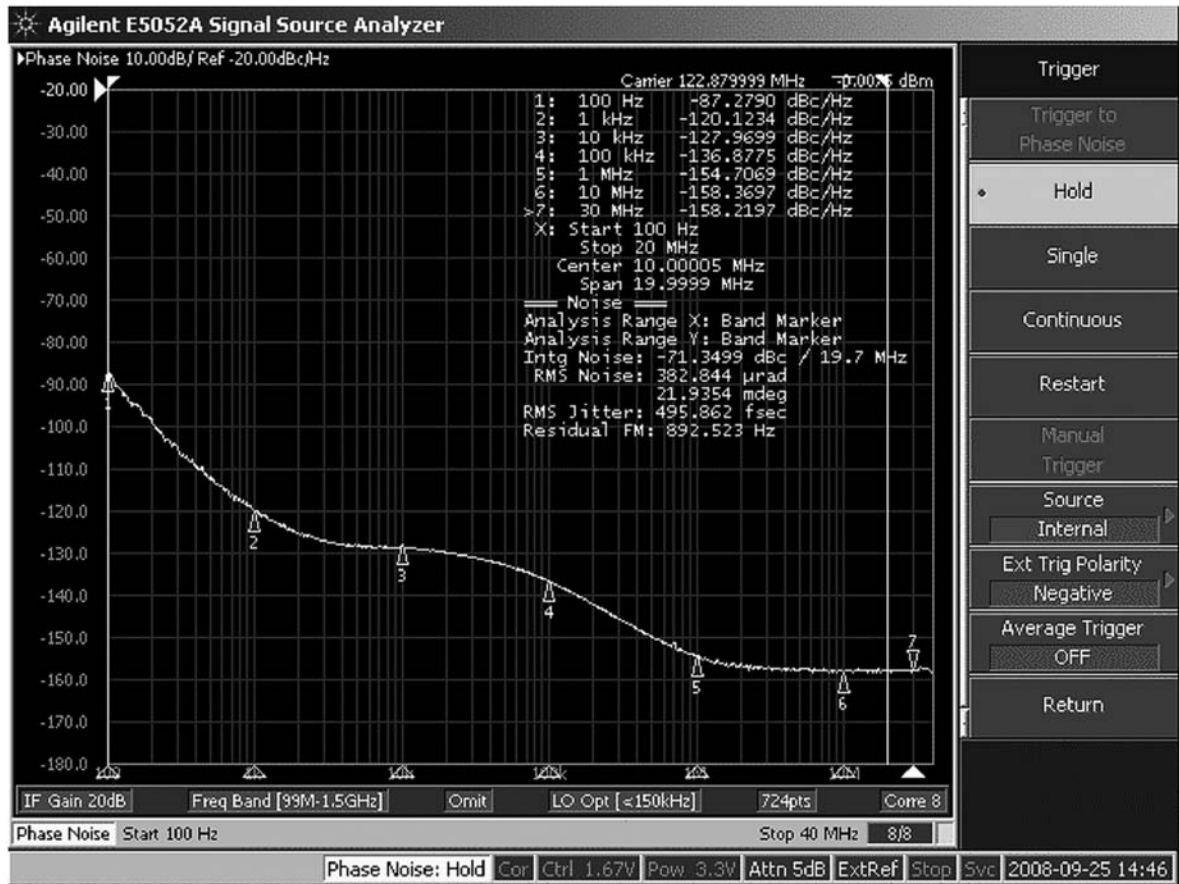 Agilent E5052A Signal Source Analyzer
Phase Noise 10.00dB/ Ref -20.00dBc/Hz
Carrier 122.879999 MHz dBm
1: 100 Hz -87.2790 dBc/Hz
2: 1 kHz -120.1234 dBc/Hz
3: 10 kHz -127.9699 dBc/Hz
4: 100 kHz -136.8775 dBc/Hz
5: 1 MHz -154.7069 dBc/Hz
6: 10 MHz -158.3697 dBc/Hz
>7: 30 MHz -158.2197 dBc/Hz
X: Start 100 Hz
Stop 20 MHz
Center 10.00005 MHz
Span 19.9999 MHz
Noise
Analysis Range X: Band Marker
Analysis Range Y: Band Marker
Intg Noise: -71.3499 dBc / 19.7 MHz
RMS Noise: 382.844 µrad
21.9354 mdeg
RMS Jitter: 495.862 fsec
Residual FM: 892.523 Hz
-20.00
-30.00
-40.00
-50.00
-60.00
-70.00
-80.00
-90.00
-100.0
-110.0
-120.0
-130.0
-140.0
-150.0
-160.0
-170.0
-180.0
1
2
3
4
5
6
7
IF Gain 20dB Freq Band [99M-1.5GHz] Omit LO Opt [<150kHz] 724pts Corre 8
Phase Noise Start 100 Hz Stop 40 MHz 8/8
Phase Noise: Hold Cor Ctrl 1.67V Pow 3.3V Attn 5dB ExtRef Stop Svc 2008-09-25 14:46
Trigger
Trigger to
Phase Noise
Hold
Single
Continuous
Restart
Manual
Trigger
Source
Internal
Ext Trig Polarity
Negative
Average Trigger
OFF
Return